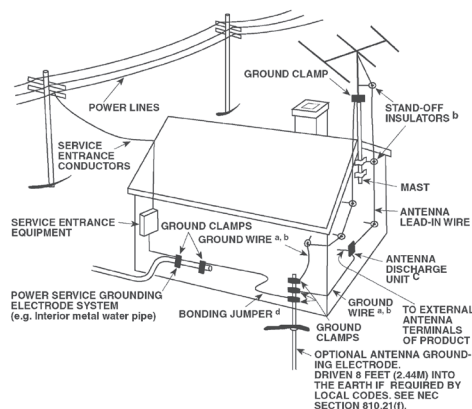 GROUND CLAMP
POWER LINES
STAND-OFF
INSULATORS b
SERVICE
ENTRANCE
CONDUCTORS
MAST
SERVICE ENTRANCE
EQUIPMENT
GROUND CLAMPS
GROUND WIRE a, b
ANTENNA
LEAD-IN WIRE
ANTENNA
DISCHARGE
UNIT C
POWER SERVICE GROUNDING
ELECTRODE SYSTEM
(e.g. Interior metal water pipe)
BONDING JUMPER d
GROUND
WIRE a, b
GROUND
CLAMPS
TO EXTERNAL
ANTENNA
TERMINALS
OF PRODUCT
OPTIONAL ANTENNA GROUND-
ING ELECTRODE.
DRIVEN 8 FEET (2.44M) INTO
THE EARTH IF REQUIRED BY
LOCAL CODES. SEE NEC
SECTION 810.21(f).